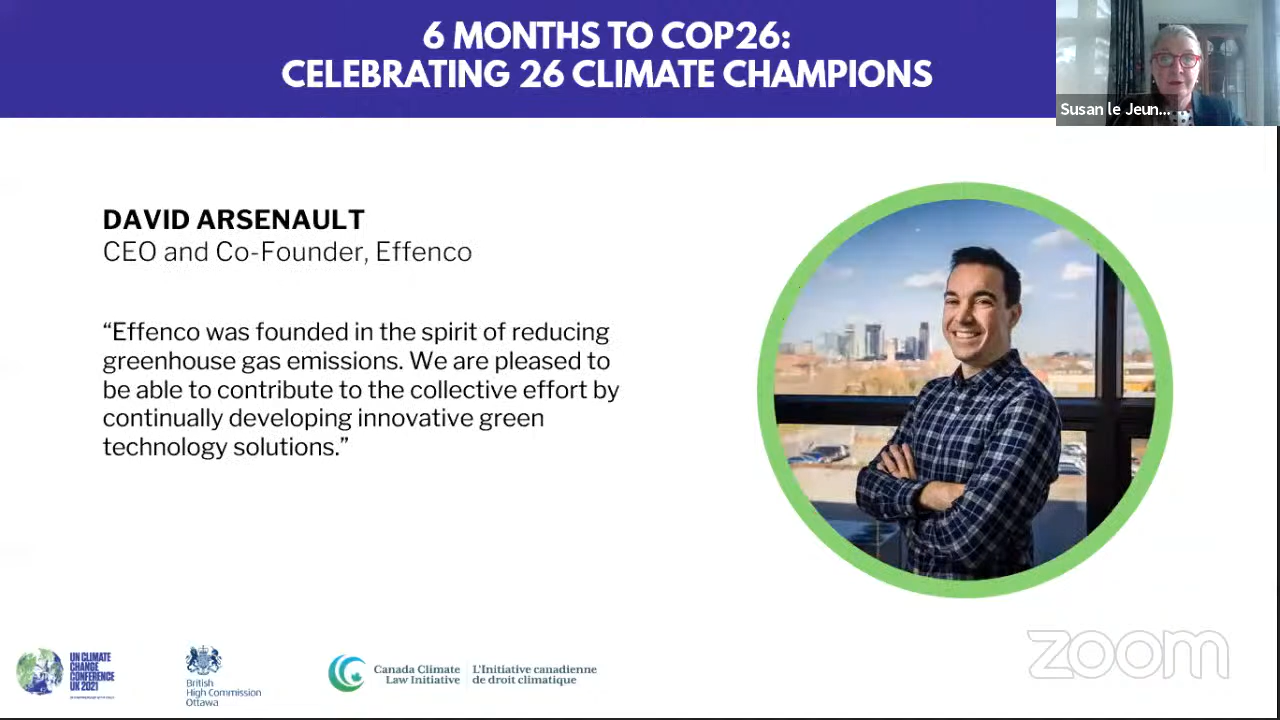 6 MONTHS TO COP26:
CELEBRATING 26 CLIMATE CHAMPIONS
Susan le Jeun...
DAVID ARSENAULT
CEO and Co-Founder, Effenco
“Effenco was founded in the spirit of reducing
greenhouse gas emissions. We are pleased to
be able to contribute to the collective effort by
continually developing innovative green
technology solutions.”
UN CLIMATE
CHANGE
CONFERENCE
UK 2021
British
High Commission
Ottawa
Canada Climate
Law Initiative
L'Initiative canadienne
de droit climatique
zoom